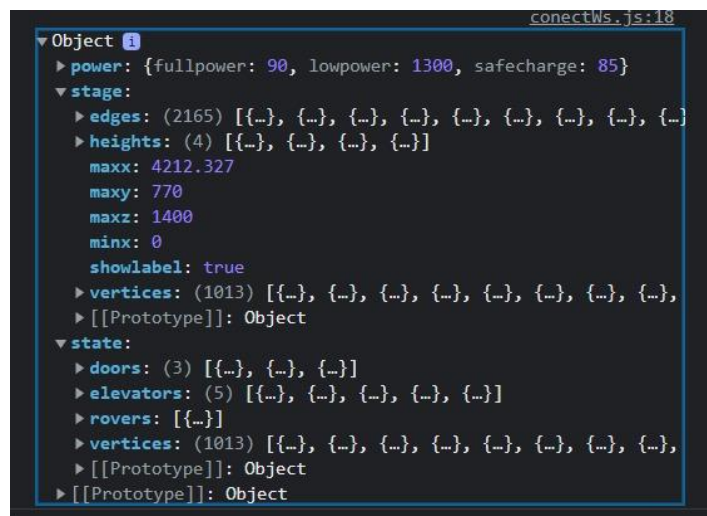 conectWs.js:18
▼Object i
▶power: {fullpower: 90, lowpower: 1300, safecharge: 85}
▼stage:
▶edges: (2165) [{…}, {…}, {…}, {…}, {…}, {…}, {…}, {…}, {…}
▶heights: (4) [{…}, {…}, {…}, {…}]
maxx: 4212.327
maxy: 770
maxz: 1400
minx: 0
showlabel: true
▶vertices: (1013) [{…}, {…}, {…}, {…}, {…}, {…}, {…}, {…},
▶[[Prototype]]: Object
▼state:
▶doors: (3) [{…}, {…}, {…}]
▶elevators: (5) [{…}, {…}, {…}, {…}, {…}]
▶rovers: [{…}]
▶vertices: (1013) [{…}, {…}, {…}, {…}, {…}, {…}, {…}, {…},
▶[[Prototype]]: Object
▶[[Prototype]]: Object